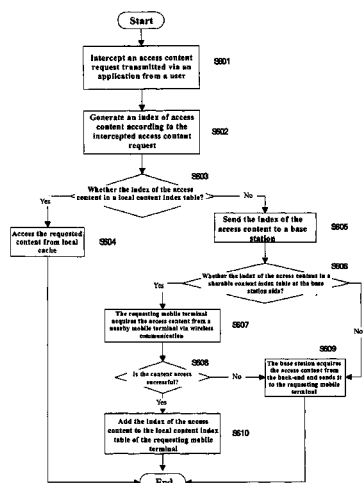 Start
Intercept an access content
request transmitted via an
application from a user
S601
Generate an index of access
content according to the
intercepted access content
request
S602
S603
Whether the index of the access
content in a local content index table?
Yes
No
Access the requested
content from local
cache
S604
Send the index of the
access content to a base
station
S605
S606
Whether the index of the access content in a
sharable content index table at the base
station side?
Yes
No
The requesting mobile terminal
acquires the access content from a
nearby mobile terminal via wireless
communication
S607
S608
Is the content access
successful?
No
Yes
S609
The base station acquires
the access content from
the back-end and sends it
to the requesting mobile
terminal
Add the index of the access
content to the local content index
table of the requesting mobile
terminal
S610
End